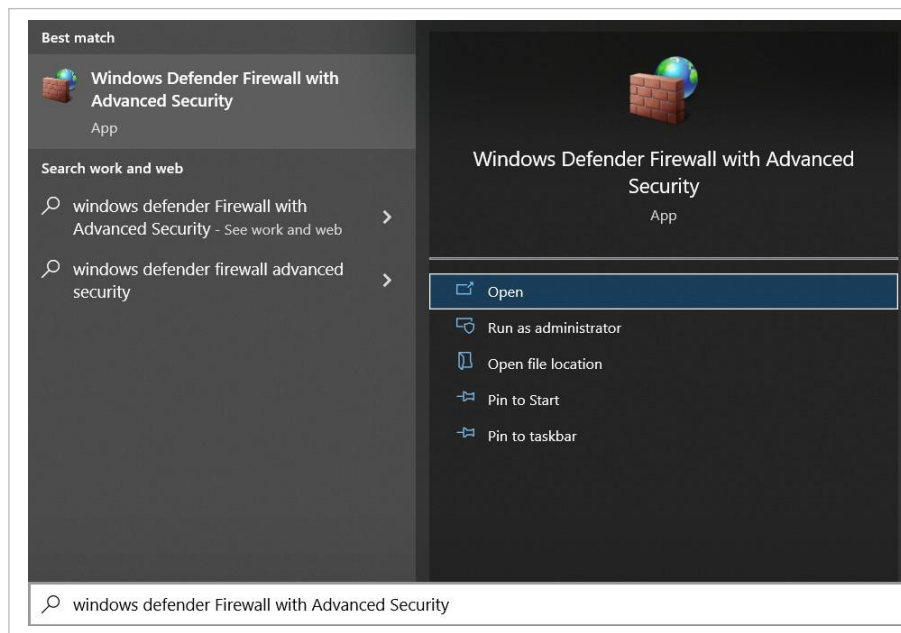 Best match
Windows Defender Firewall with
Advanced Security
App
Search work and web
windows defender Firewall with
Advanced Security - See work and web
windows defender firewall advanced
security
Windows Defender Firewall with Advanced
Security
App
Open
Run as administrator
Open file location
Pin to Start
Pin to taskbar
windows defender Firewall with Advanced Security